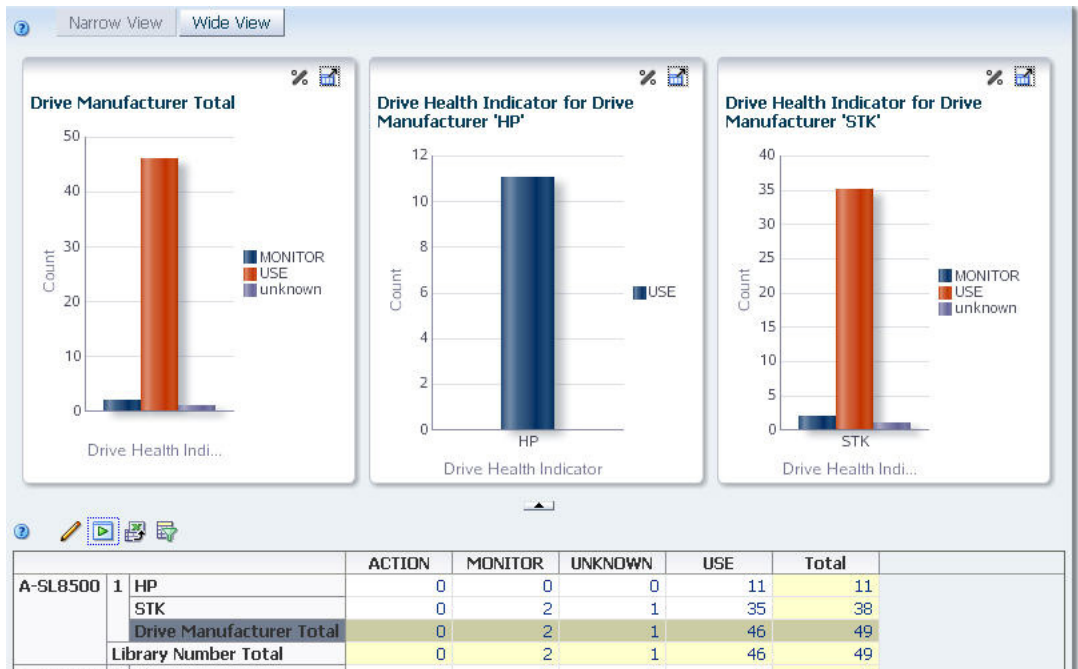 Narrow View Wide View
Drive Manufacturer Total
50
40
30
20
10
0
Count
MONITOR
USE
unknown
Drive Health Indi...
Drive Health Indicator for Drive
Manufacturer 'HP'
12
10
8
6
4
2
0
Count
USE
HP
Drive Health Indicator
Drive Health Indicator for Drive
Manufacturer 'STK'
40
35
30
25
20
15
10
5
0
Count
MONITOR
USE
unknown
STK
Drive Health Indi...
ACTION MONITOR UNKNOWN USE Total
A-SL8500 1 HP 0 0 0 11 11
STK 0 2 1 35 38
Drive Manufacturer Total 0 2 1 46 49
Library Number Total 0 2 1 46 49